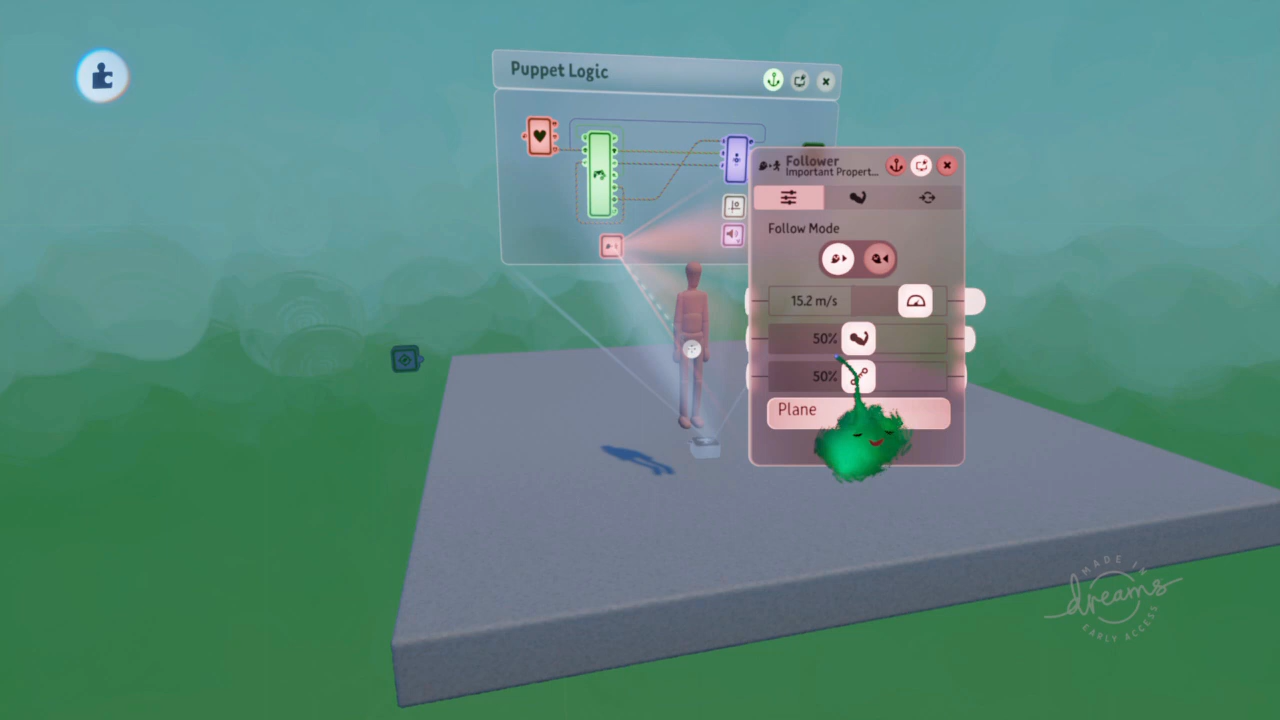 Puppet Logic
Follower
Important Propert...
Follow Mode
15.2 m/s
50%
50%
Plane
MADE IN
dreams
EARLY ACCESS